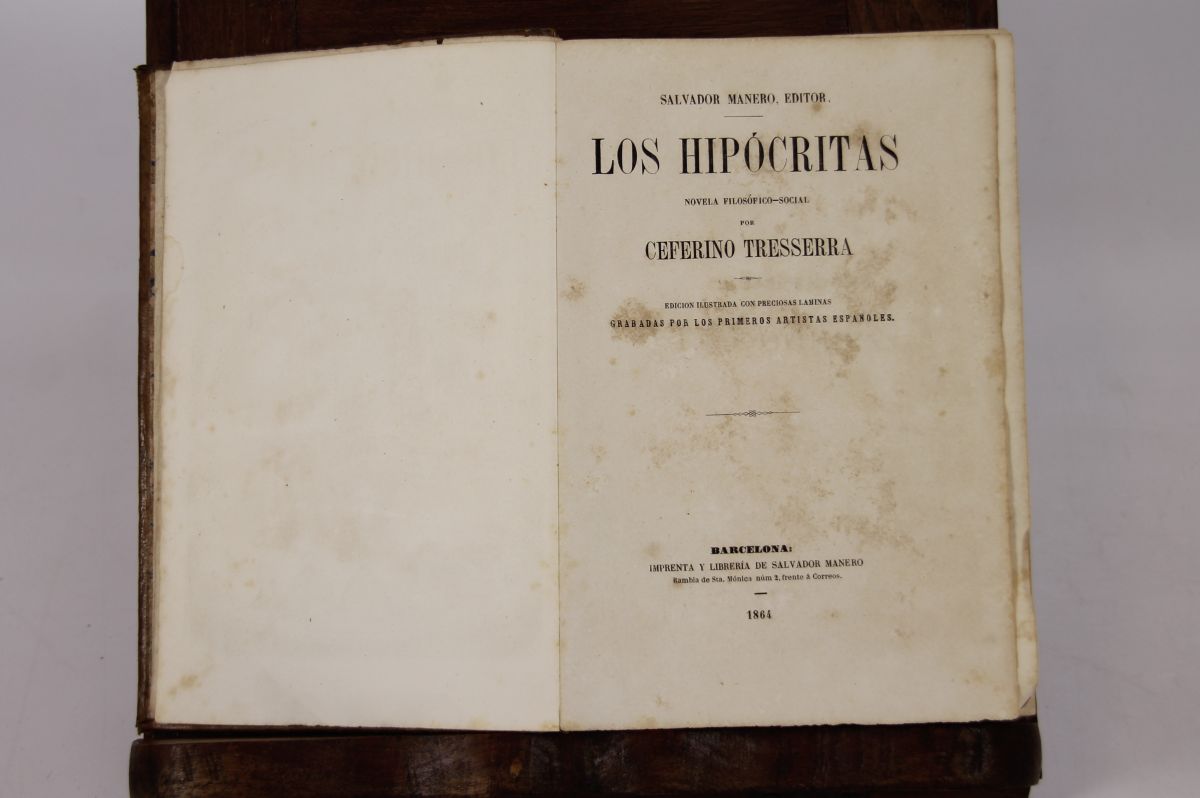 SALVADOR MANERO, EDITOR.
LOS HIPÓCRITAS
NOVELA FILOSÓFICO-SOCIAL
POR
CEFERINO TRESSERRA
EDICION ILUSTRADA CON PRECIOSAS LAMINAS
GRABADAS POR LOS PRIMEROS ARTISTAS ESPAÑOLES.
BARCELONA:
IMPRENTA Y LIBRERÍA DE SALVADOR MANERO
Rambla de Sta. Mónica núm 2, frente á Correos.
1864